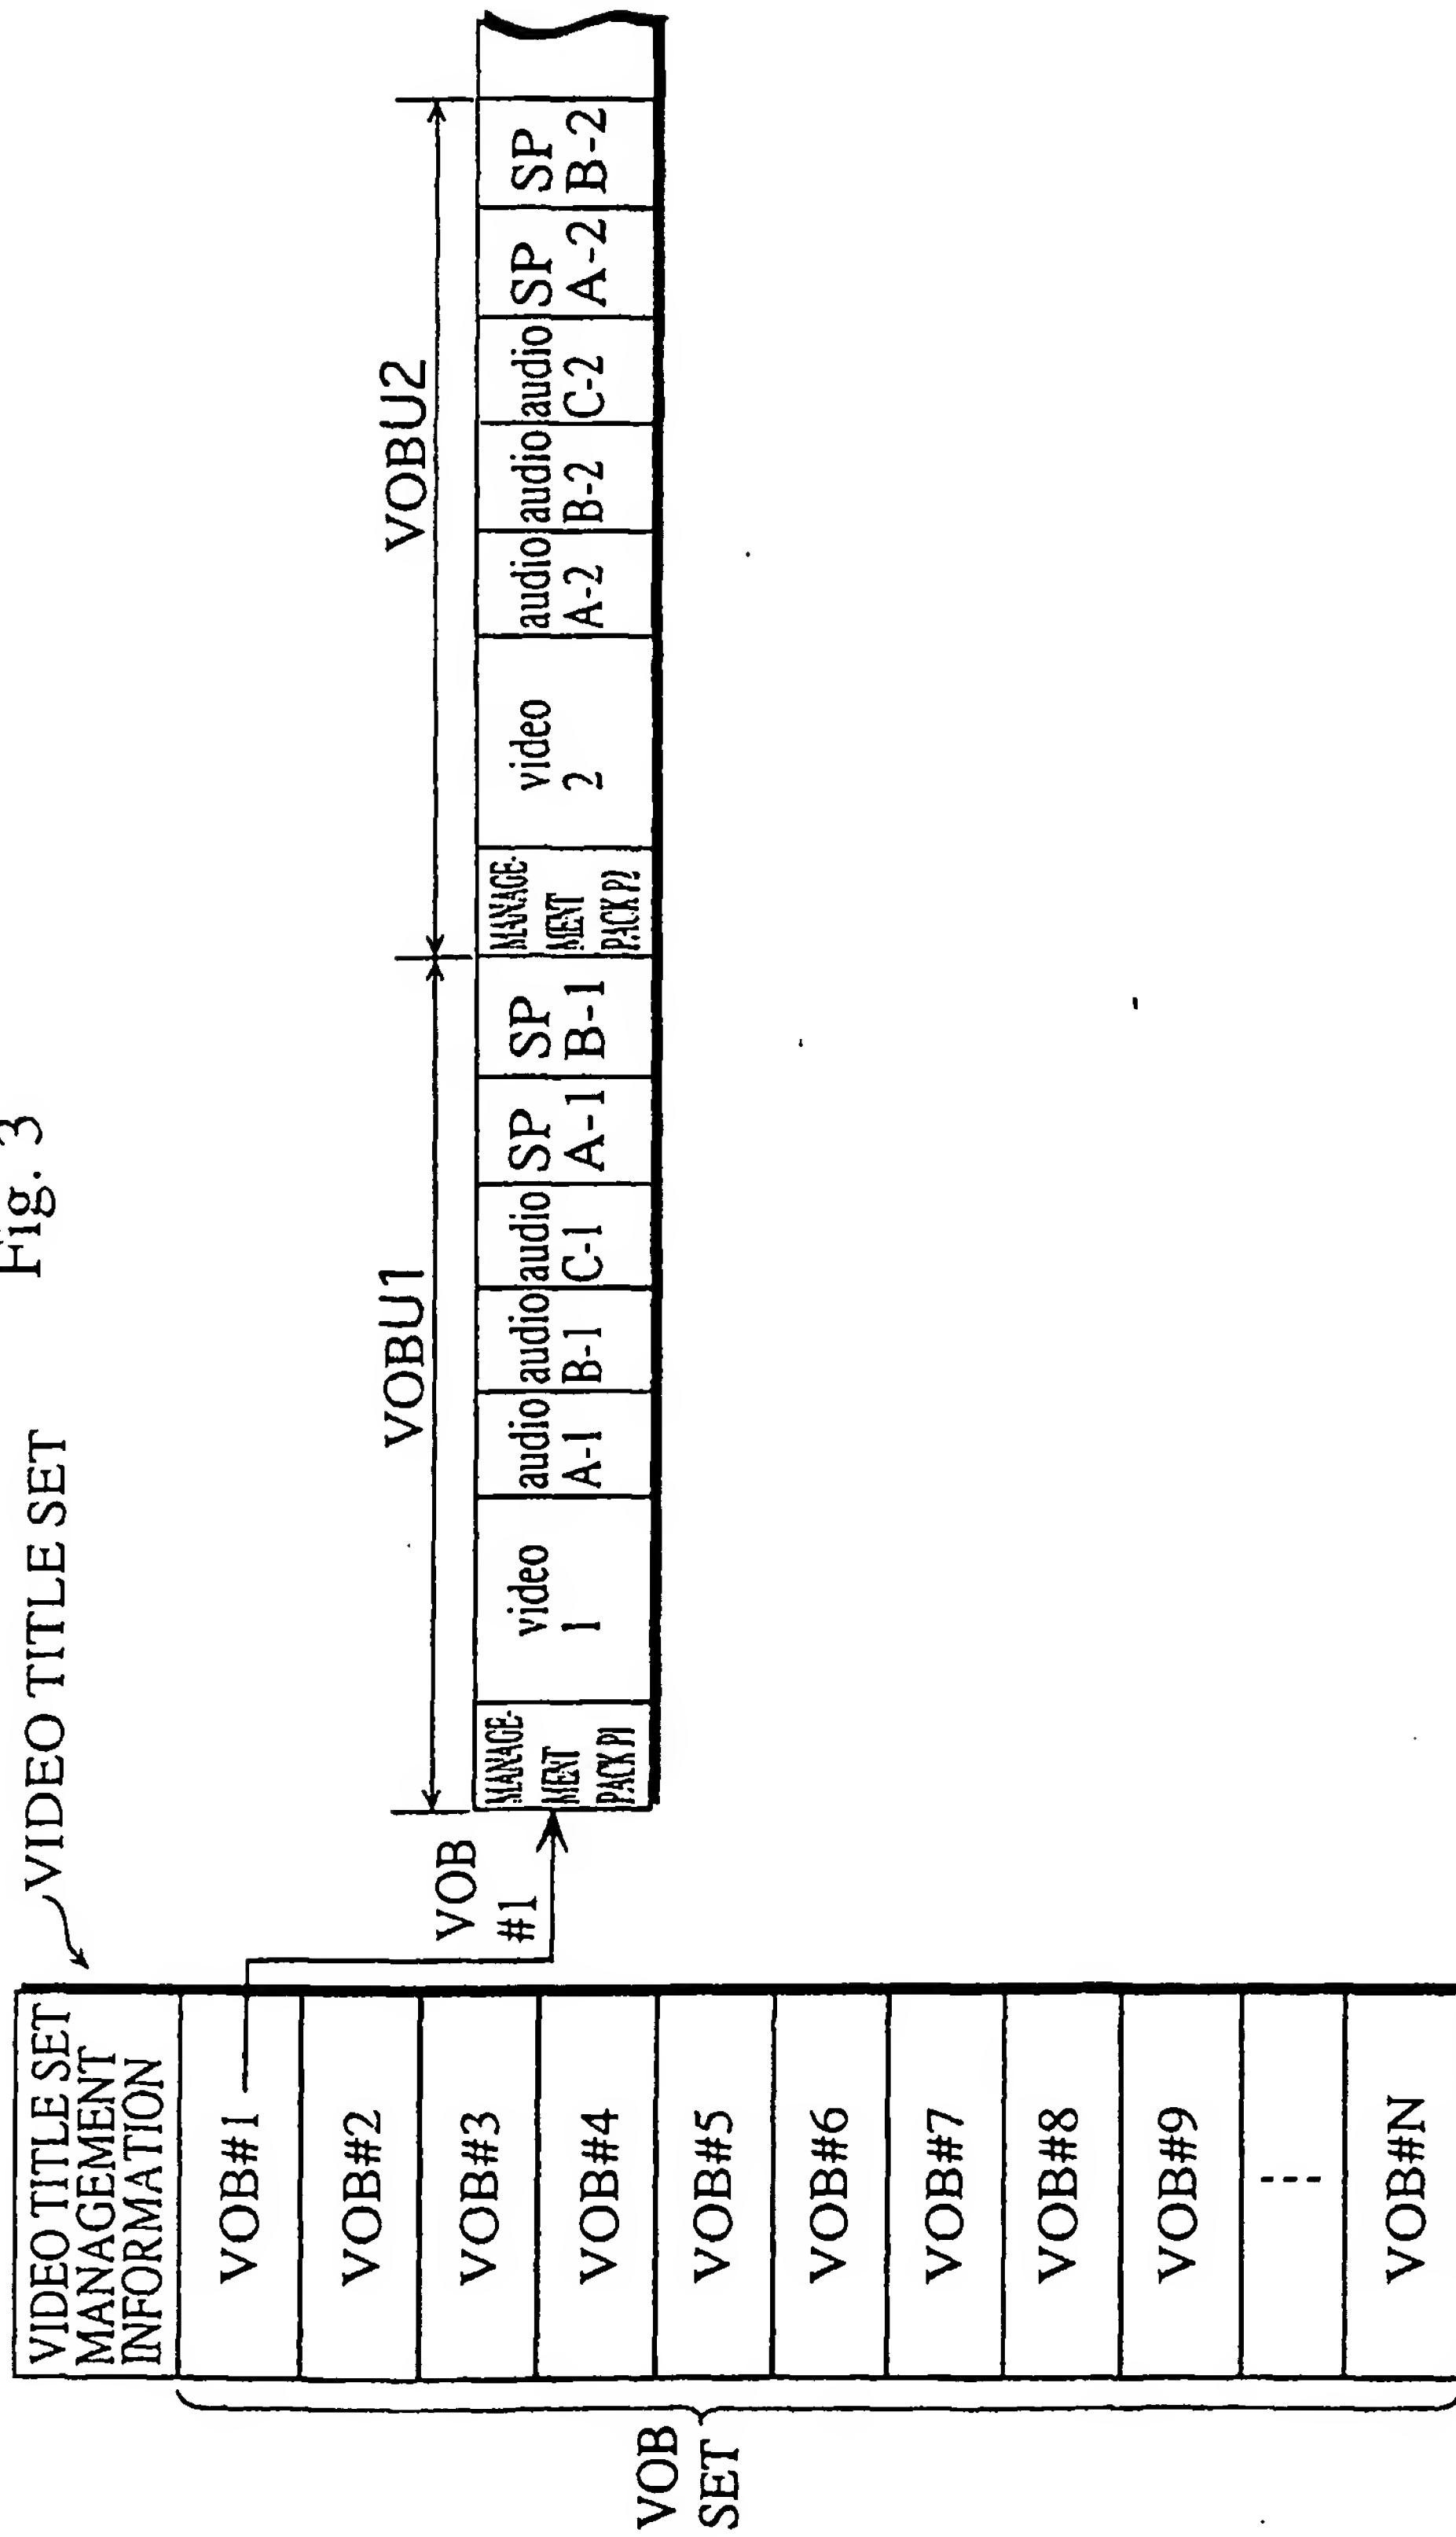 Fig. 3
VIDEO TITLE SET
VIDEO TITLE SET
MANAGEMENT
INFORMATION
VOB#1
VOB#2
VOB#3
VOB#4
VOB#5
VOB#6
VOB#7
VOB#8
VOB#9
---
VOB#N
VOB
SET
VOB
#1
VOBU1
VOBU2
MANAGE-
MENT
PACK P1
video
1
audio
A-1
audio
B-1
audio
C-1
SP
A-1
SP
B-1
MANAGE-
MENT
PACK P2
video
2
audio
A-2
audio
B-2
audio
C-2
SP
A-2
SP
B-2